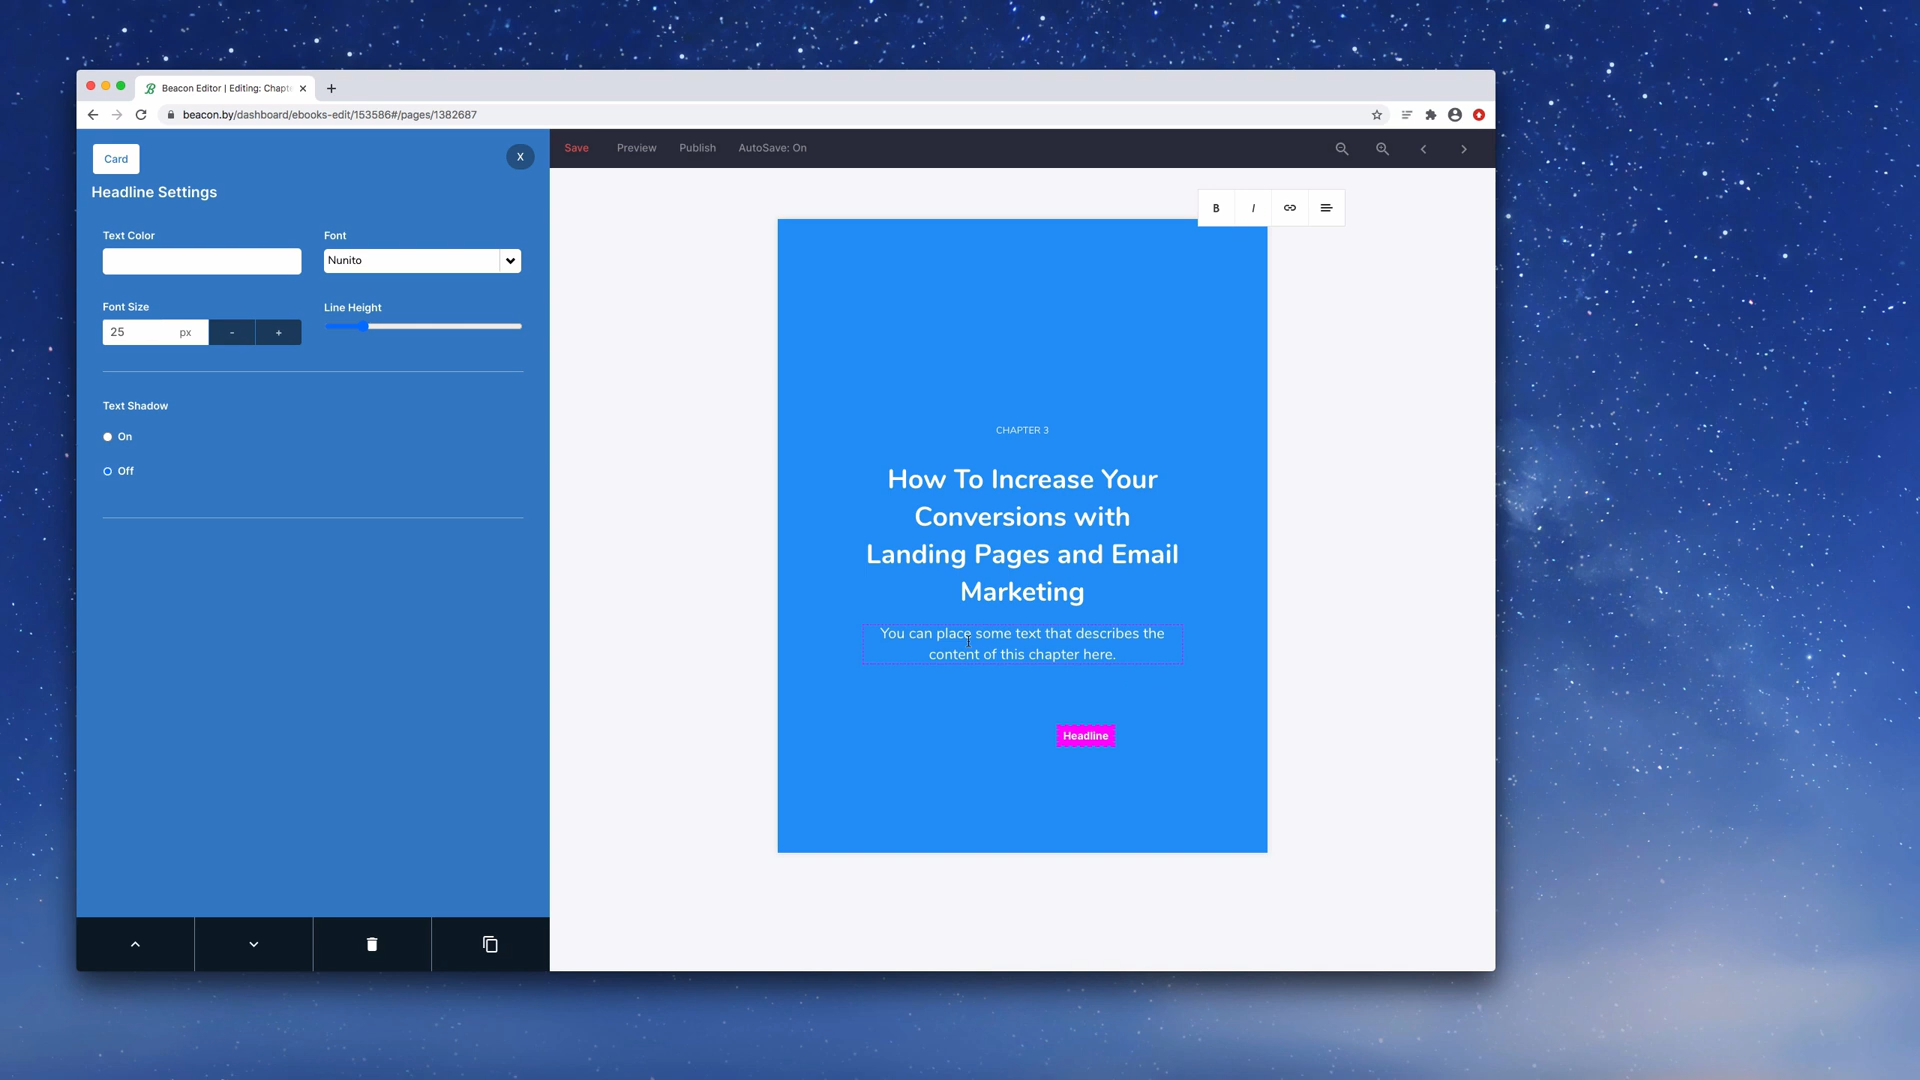 Beacon Editor | Editing: Chapt
beacon.by/dashboard/ebooks-edit/153586#/pages/1382687
Card
X
Save
Preview
Publish
AutoSave: On
Headline Settings
B
I
Text Color
Font
Nunito
Font Size
Line Height
25
px
-
+
Text Shadow
On
Off
CHAPTER 3
How To Increase Your
Conversions with
Landing Pages and Email
Marketing
You can place some text that describes the
content of this chapter here.
Headline